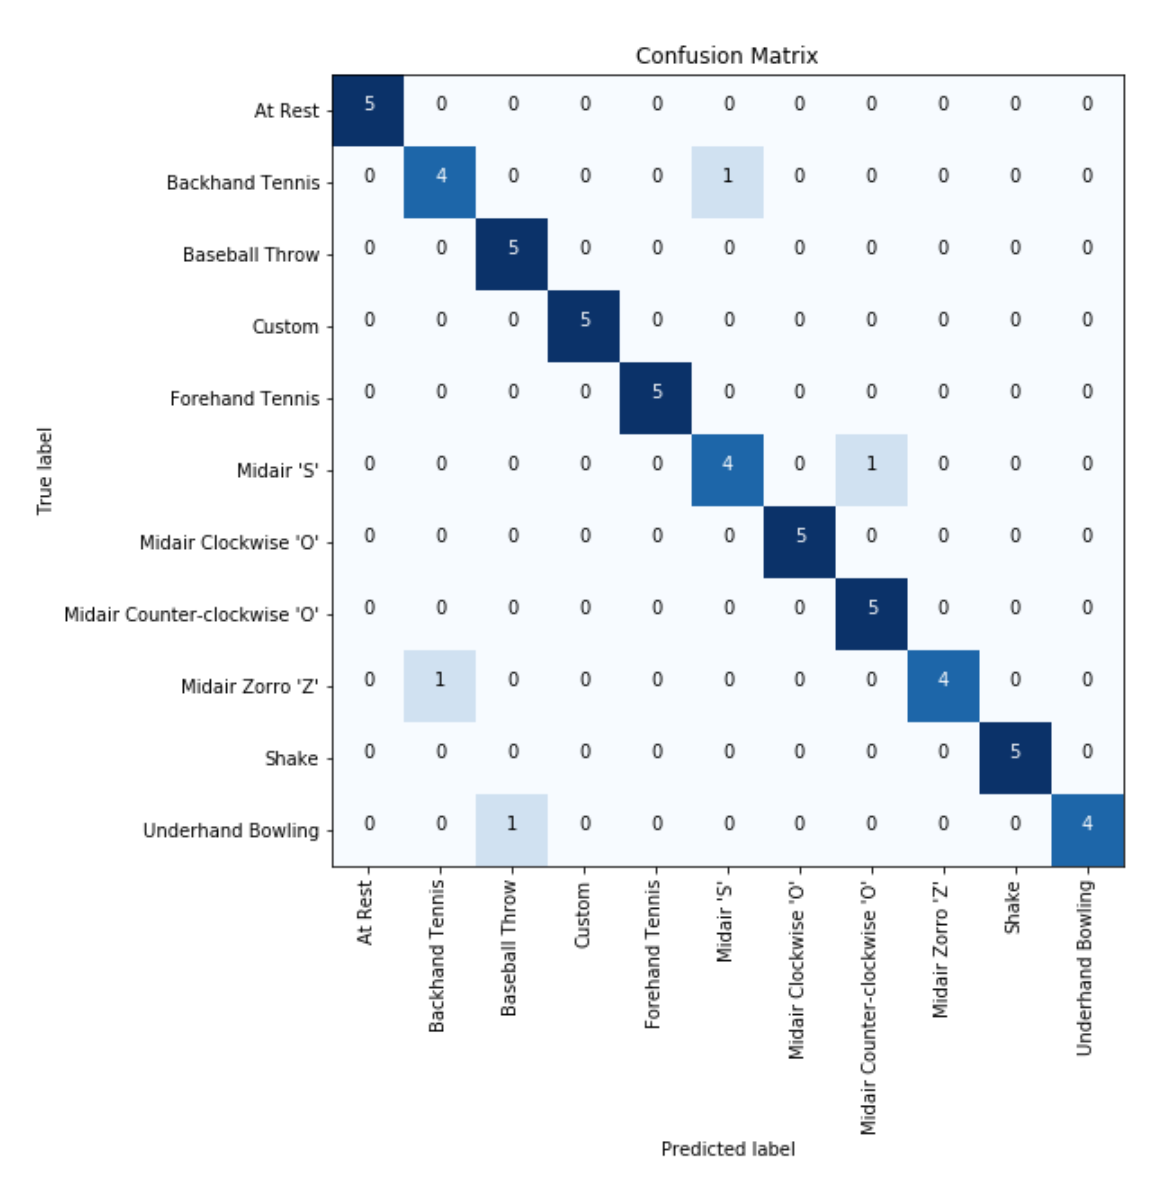 Confusion Matrix
At Rest 5 0 0 0 0 0 0 0 0 0 0
Backhand Tennis 0 4 0 0 0 1 0 0 0 0 0
Baseball Throw 0 0 5 0 0 0 0 0 0 0 0
Custom 0 0 0 5 0 0 0 0 0 0 0
Forehand Tennis 0 0 0 0 5 0 0 0 0 0 0
Midair 'S' 0 0 0 0 0 4 0 1 0 0 0
Midair Clockwise 'O' 0 0 0 0 0 0 5 0 0 0 0
Midair Counter-clockwise 'O' 0 0 0 0 0 0 0 5 0 0 0
Midair Zorro 'Z' 0 1 0 0 0 0 0 0 4 0 0
Shake 0 0 0 0 0 0 0 0 0 5 0
Underhand Bowling 0 0 1 0 0 0 0 0 0 0 4
True label
At Rest
Backhand Tennis
Baseball Throw
Custom
Forehand Tennis
Midair 'S'
Midair Clockwise 'O'
Midair Counter-clockwise 'O'
Midair Zorro 'Z'
Shake
Underhand Bowling
Predicted label